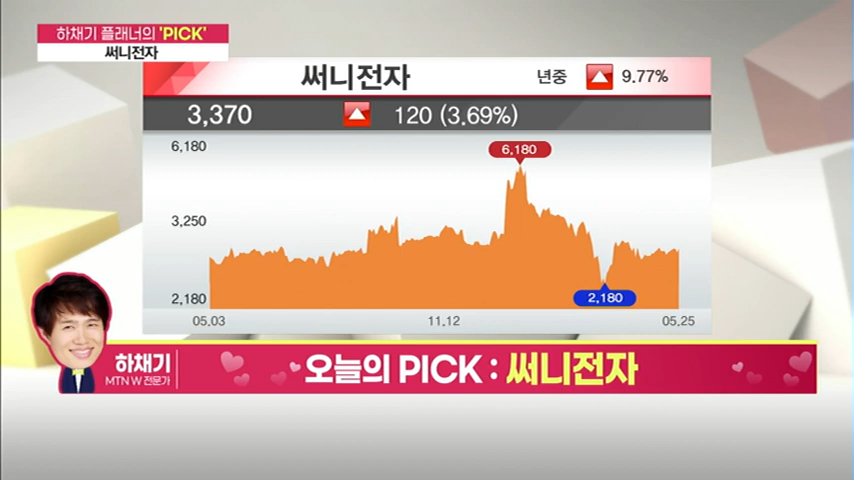 하채기 플래너의 'PICK'
써니전자
써니전자 년중 9.77%
3,370 120 (3.69%)
6,180
6,180
3,250
2,180
2,180
05.03 11.12 05.25
하채기
MTN W 전문가
오늘의 PICK : 써니전자